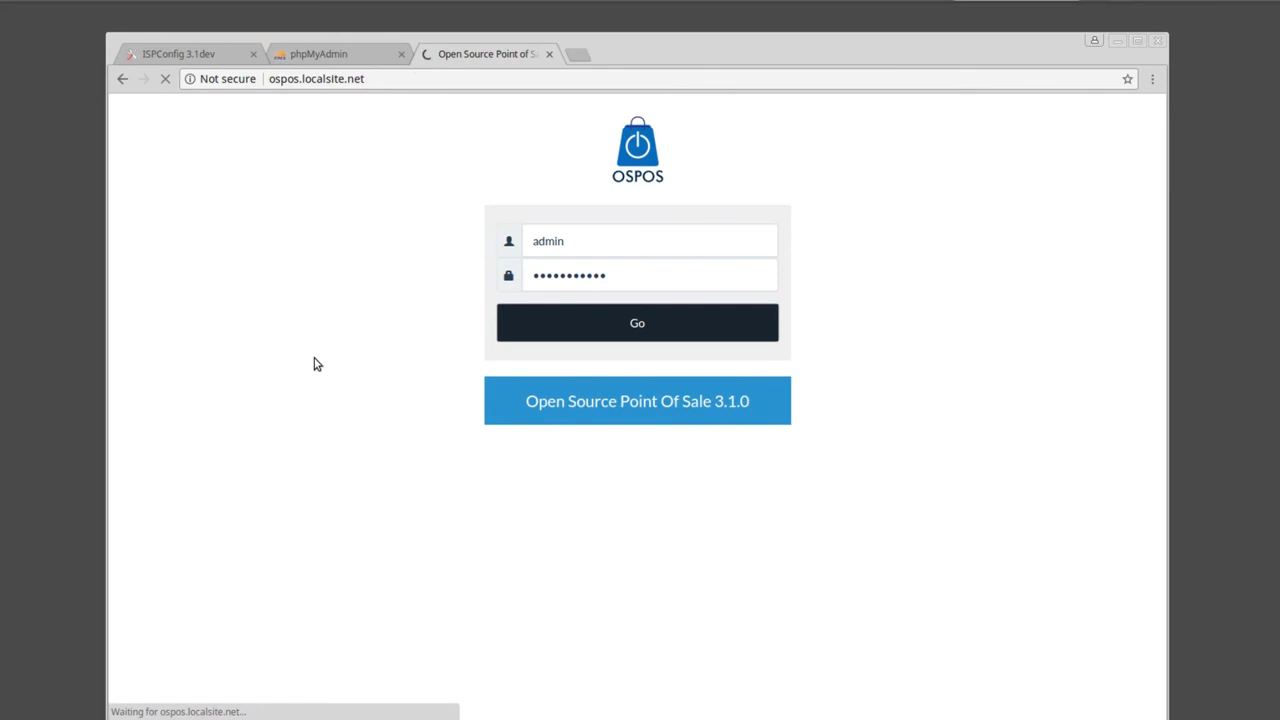 ISPConfig 3.1dev
phpMyAdmin
Open Source Point of S
Not secure
ospos.localsite.net
OSPOS
admin
•••••••••••
Go
Open Source Point Of Sale 3.1.0
Waiting for ospos.localsite.net...